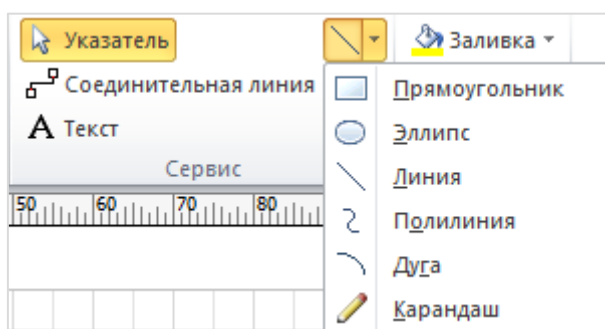 Указатель
Заливка
Соединительная линия
Прямоугольник
A Текст
Эллипс
Сервис
Линия
50 60 70 80
Полилиния
Дуга
Карандаш